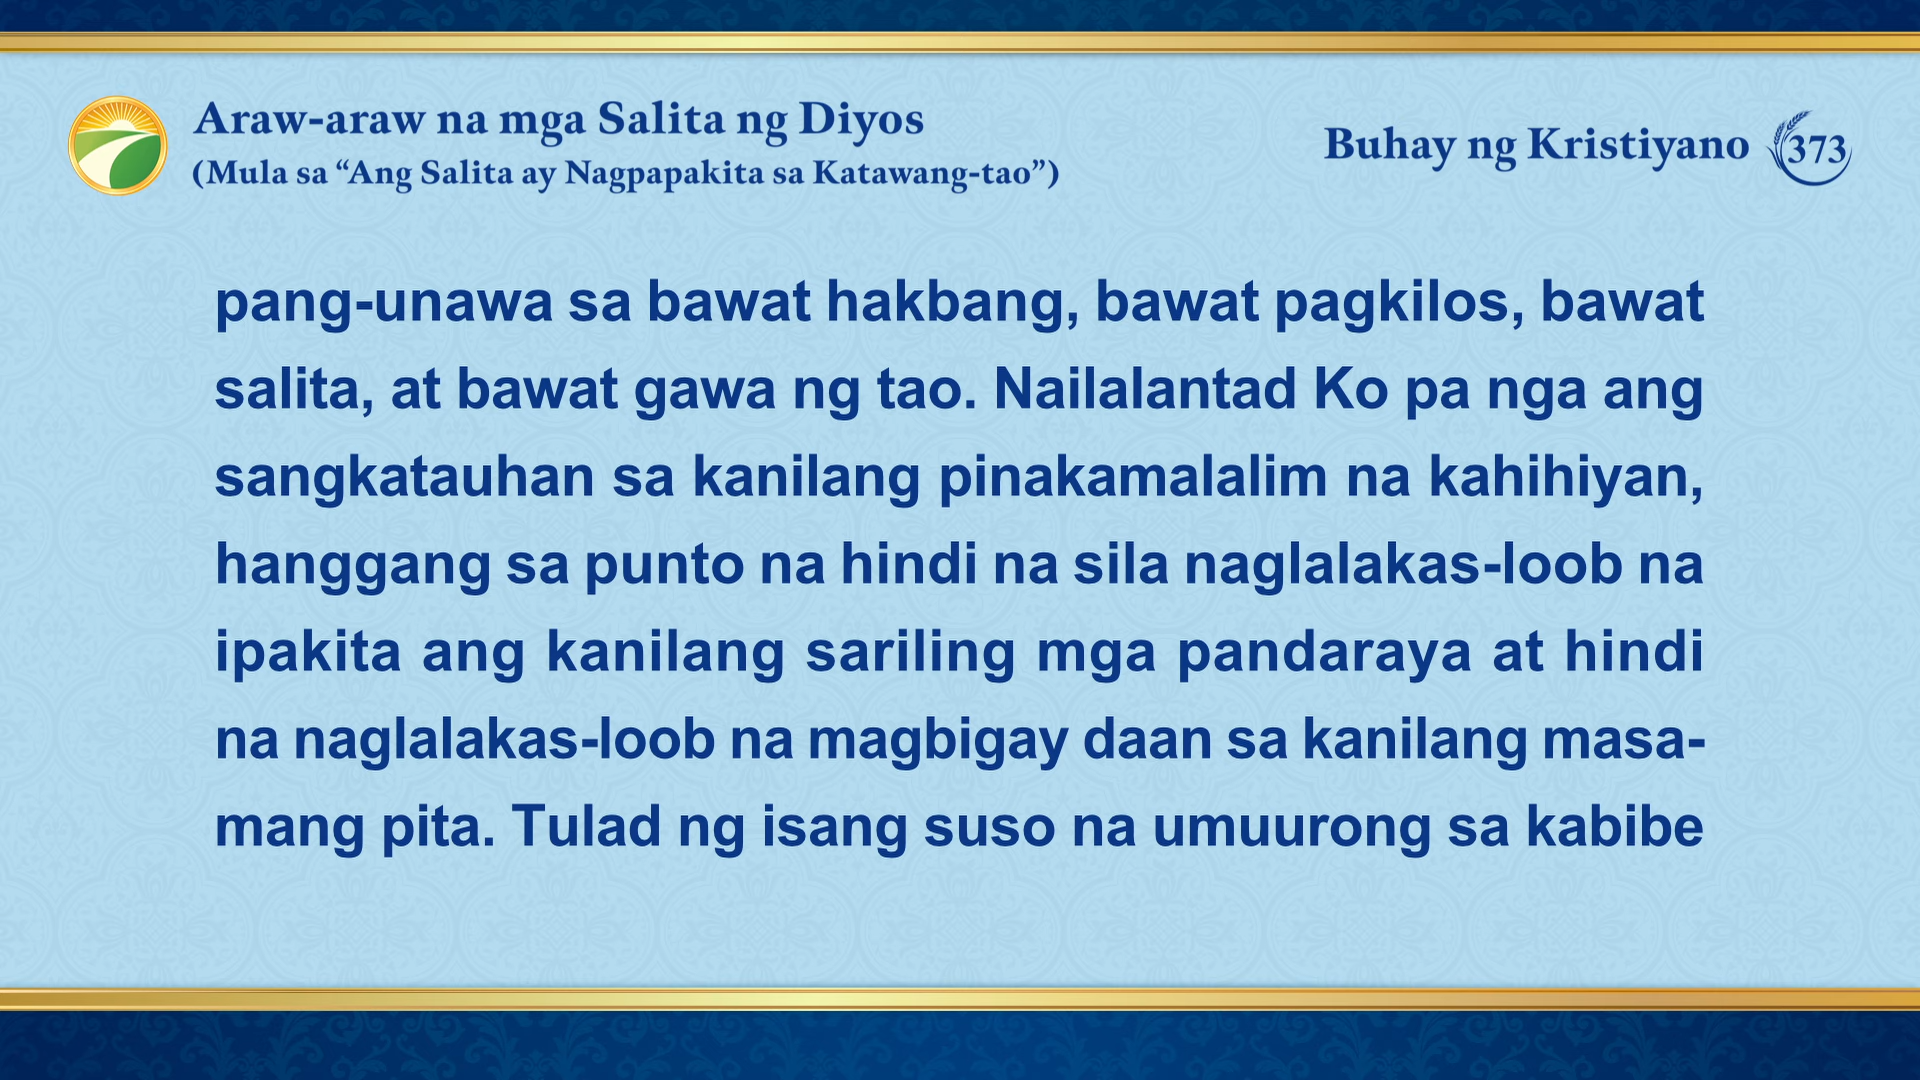 Araw-araw na mga Salita ng Diyos
(Mula sa “Ang Salita ay Nagpapakita sa Katawang-tao”)
Buhay ng Kristiyano 373
pang-unawa sa bawat hakbang, bawat pagkilos, bawat
salita, at bawat gawa ng tao. Nailalantad Ko pa nga ang
sangkatauhan sa kanilang pinakamalalim na kahihiyan,
hanggang sa punto na hindi na sila naglalakas-loob na
ipakita ang kanilang sariling mga pandaraya at hindi
na naglalakas-loob na magbigay daan sa kanilang masa-
mang pita. Tulad ng isang suso na umuurong sa kabibe